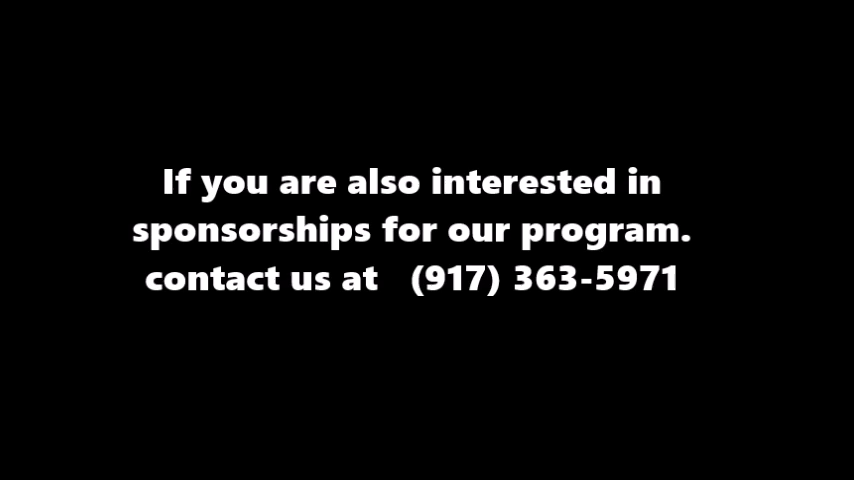 If you are also interested in
sponsorships for our program.
contact us at   (917) 363-5971